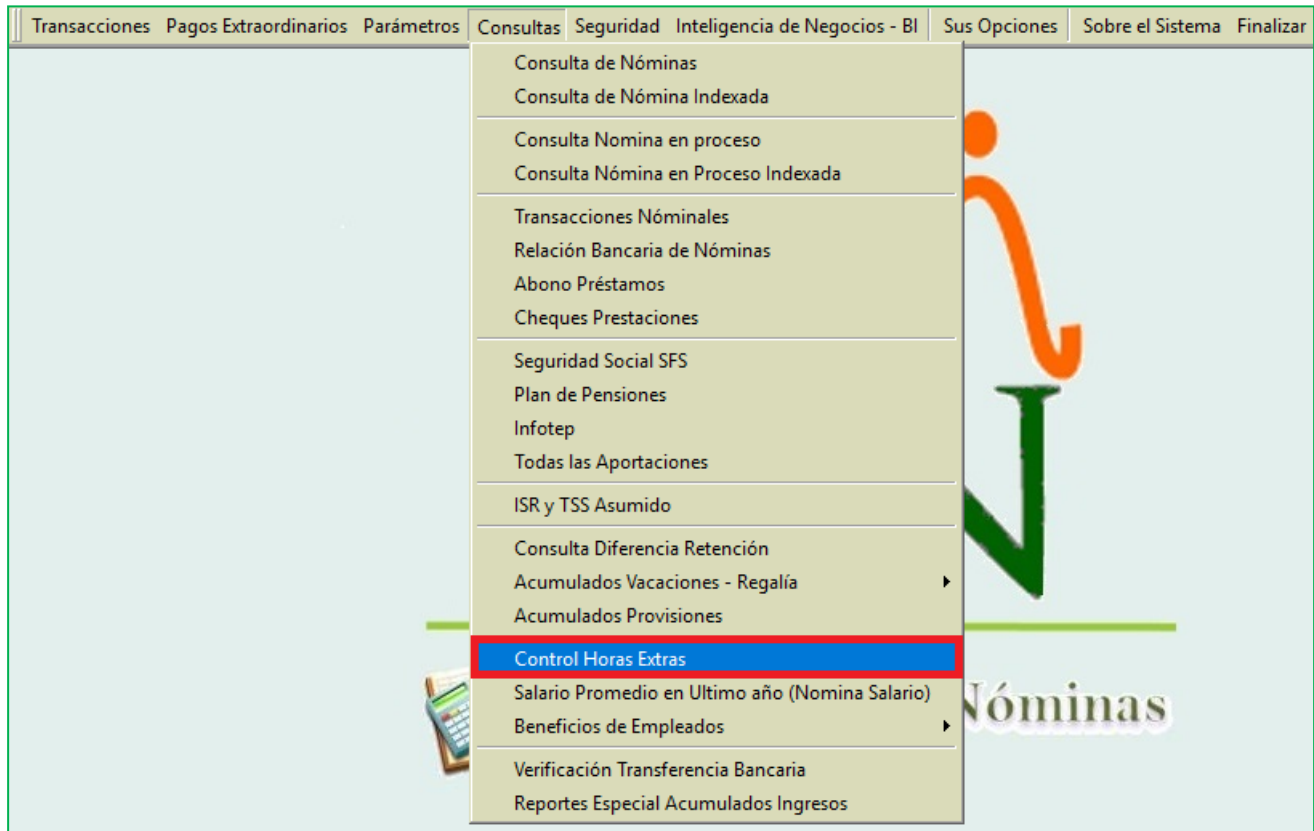 Transacciones Pagos Extraordinarios Parámetros Consultas Seguridad Inteligencia de Negocios - BI Sus Opciones Sobre el Sistema Finalizar
Consulta de Nóminas
Consulta de Nómina Indexada
Consulta Nomina en proceso
Consulta Nómina en Proceso Indexada
Transacciones Nóminales
Relación Bancaria de Nóminas
Abono Préstamos
Cheques Prestaciones
Seguridad Social SFS
Plan de Pensiones
Infotep
Todas las Aportaciones
ISR y TSS Asumido
Consulta Diferencia Retención
Acumulados Vacaciones - Regalía
Acumulados Provisiones
Control Horas Extras
Salario Promedio en Ultimo año (Nomina Salario)
Beneficios de Empleados
Verificación Transferencia Bancaria
Reportes Especial Acumulados Ingresos
i
N
Nóminas